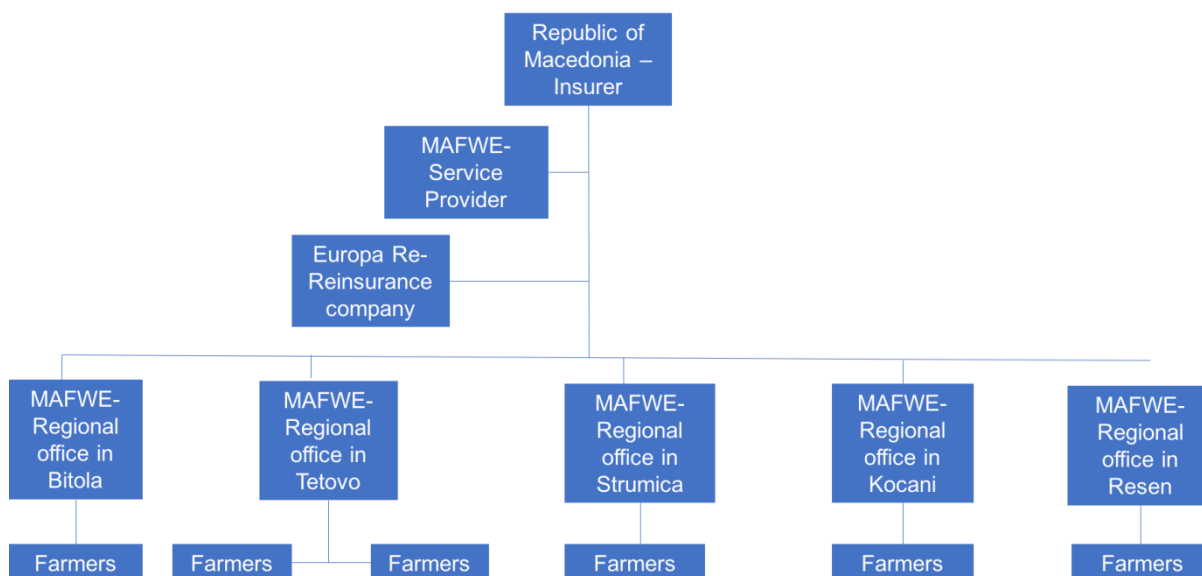 Republic of
Macedonia –
Insurer
MAFWE-
Service
Provider
Europa Re-
Reinsurance
company
MAFWE-
Regional
office in
Bitola
MAFWE-
Regional
office in
Tetovo
MAFWE-
Regional
office in
Strumica
MAFWE-
Regional
office in
Kocani
MAFWE-
Regional
office in
Resen
Farmers
Farmers
Farmers
Farmers
Farmers
Farmers